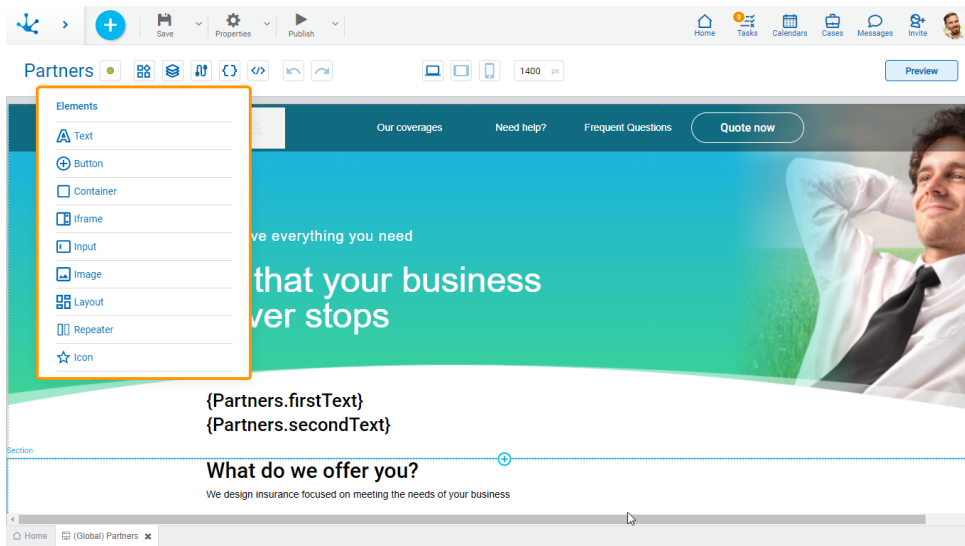 Save
Properties
Publish
Home
9
Tasks
Calendars
Cases
Messages
Invite
Partners
1400 px
Preview
Elements
Text
Button
Container
Iframe
Input
Image
Layout
Repeater
Icon
Our coverages
Need help?
Frequent Questions
Quote now
everything you need
that your business
stops
{Partners.firstText}
{Partners.secondText}
Section
What do we offer you?
We design insurance focused on meeting the needs of your business
Home
(Global) Partners